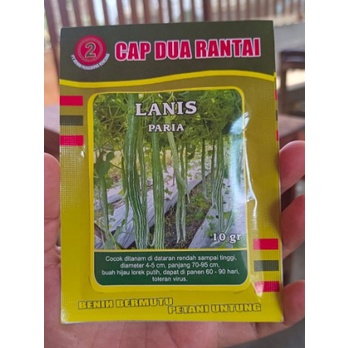 2
CAP DUA RANTAI
LANIS
PARIA
10 gr
Cocok ditanam di dataran rendah sampai tinggi,
diameter 4-5 cm, panjang 70-95 cm,
buah hijau lorek putih, dapat di panen 60 - 90 hari,
toleran virus.
BENIH BERMUTU
PETANI UNTUNG